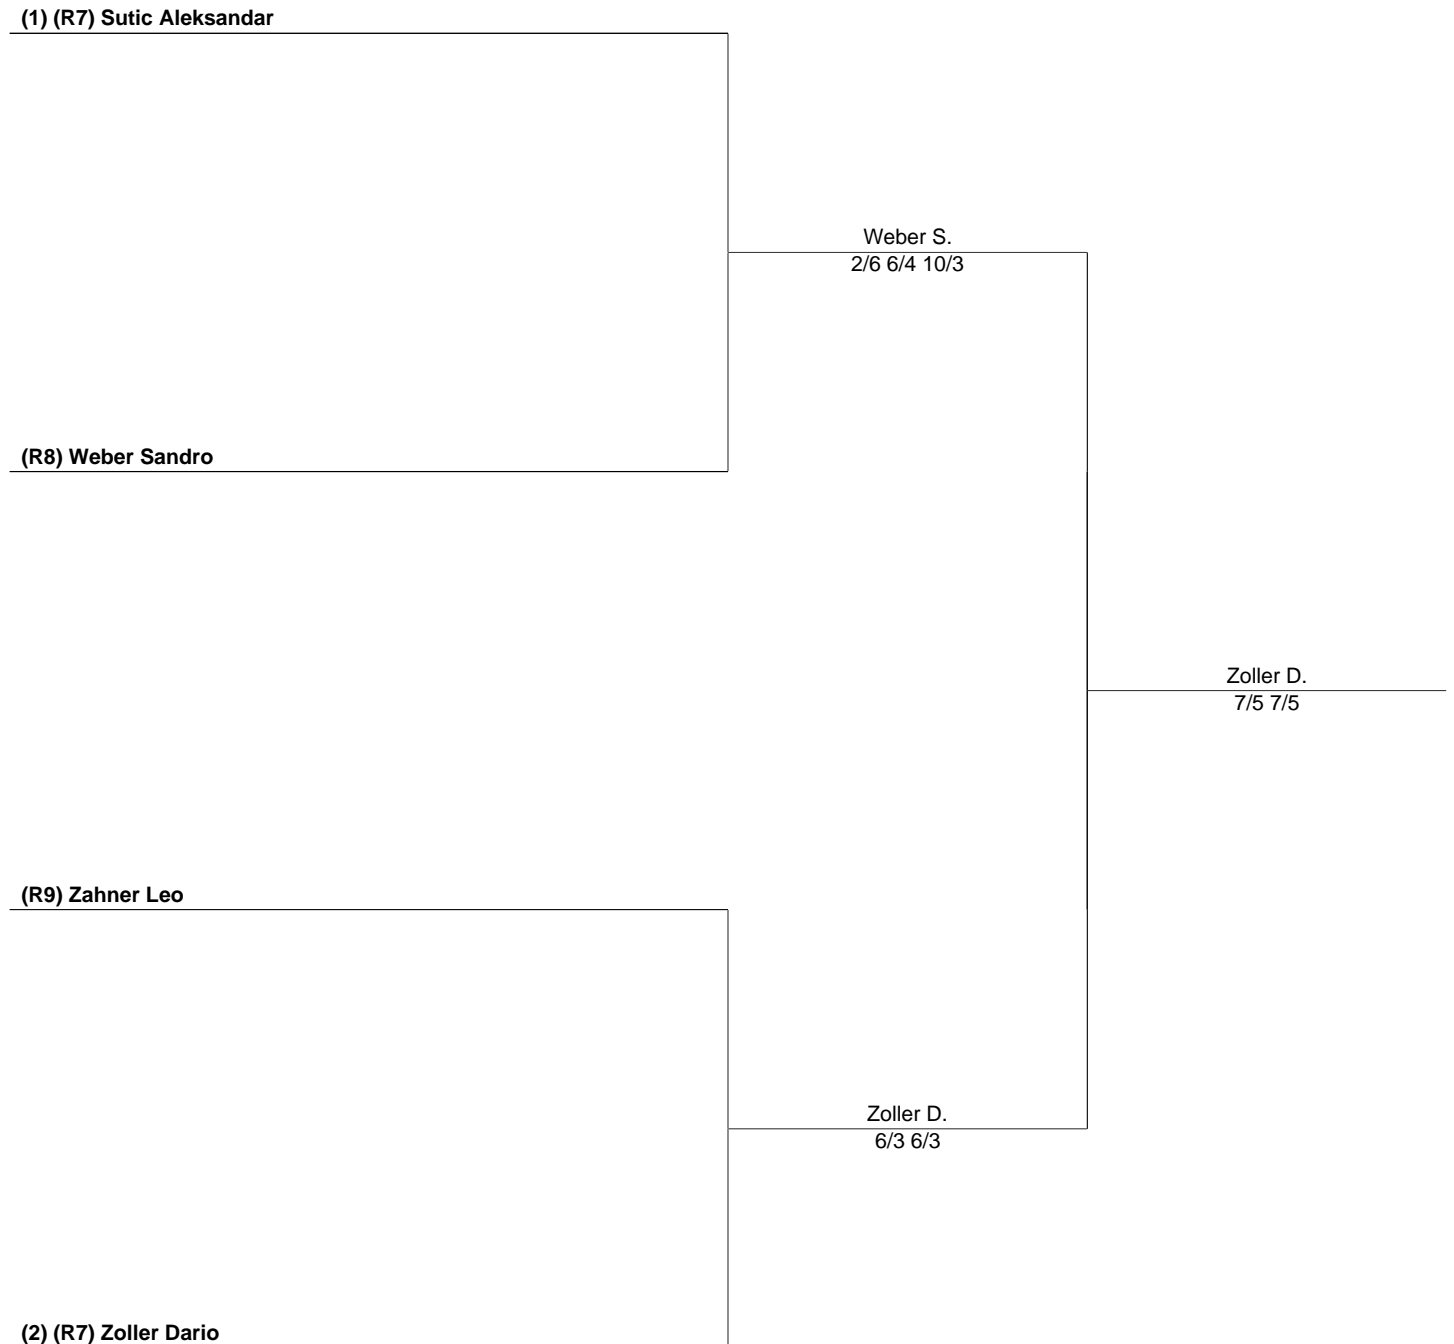 (1) (R7) Sutic Aleksandar
Weber S.
2/6 6/4 10/3
(R8) Weber Sandro
Zoller D.
7/5 7/5
(R9) Zahner Leo
Zoller D.
6/3 6/3
(2) (R7) Zoller Dario